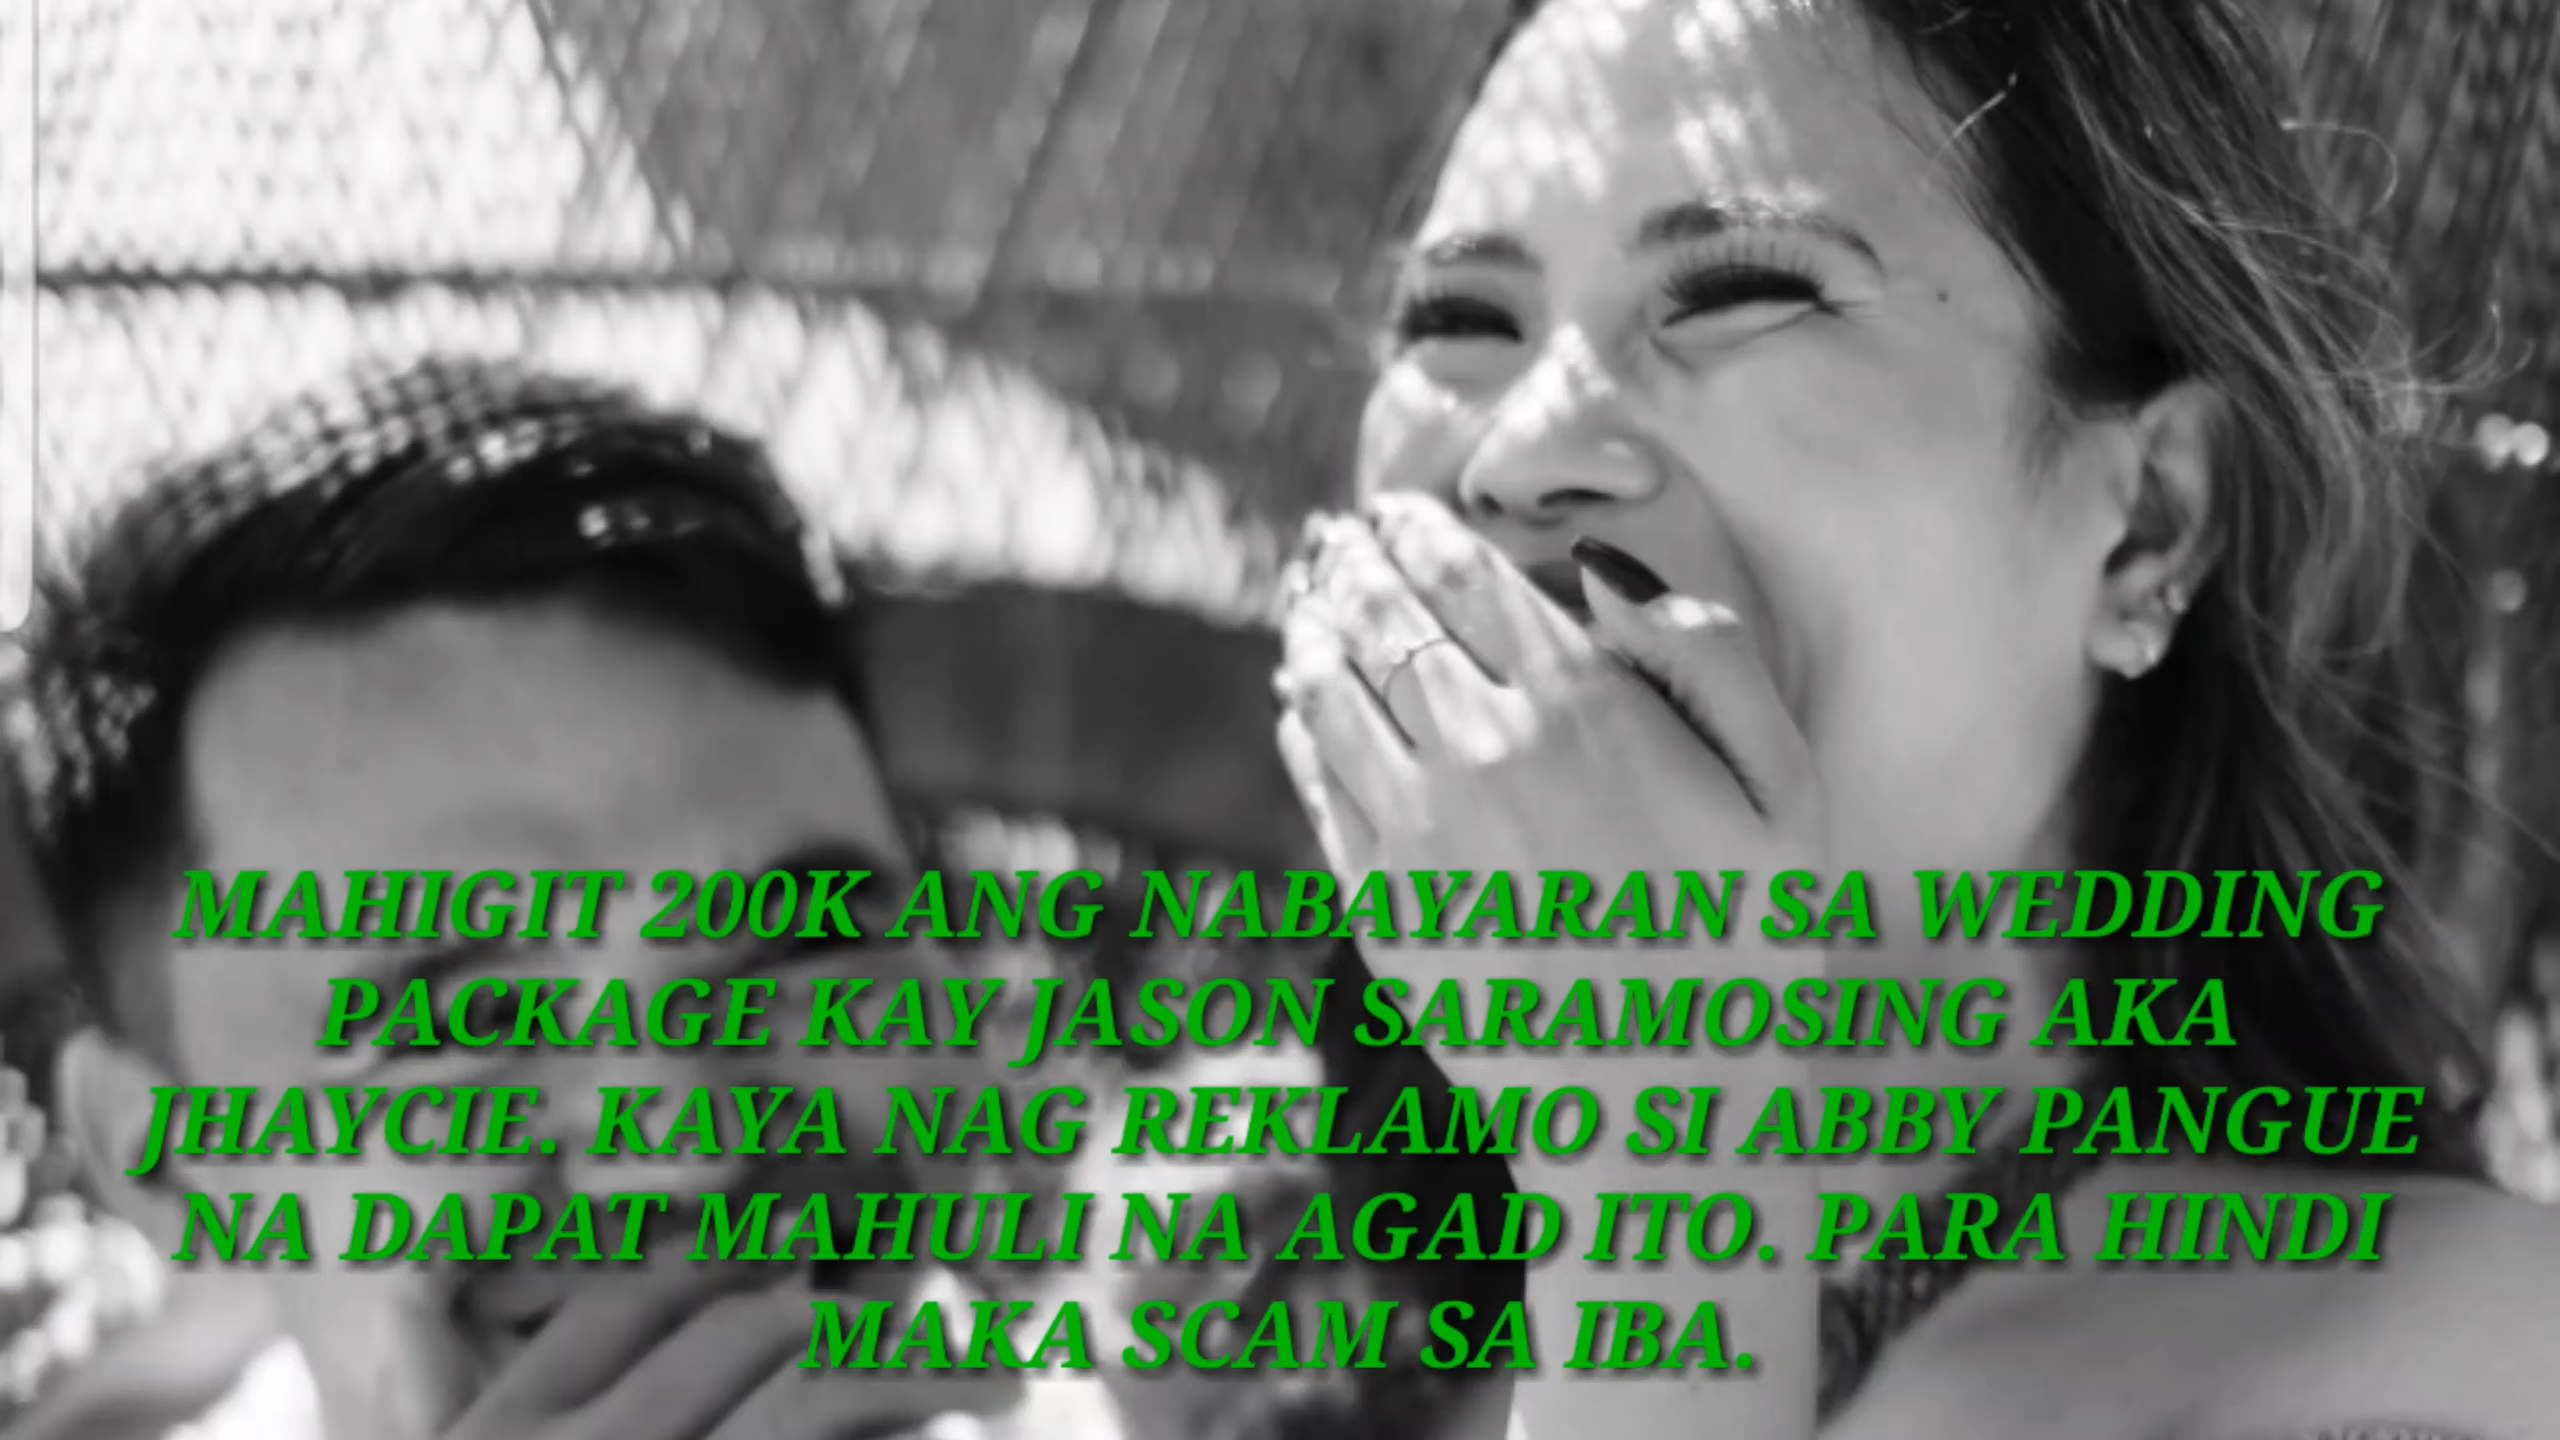 MAHIGIT 200K ANG NABAYARAN SA WEDDING
PACKAGE KAY JASON SARAMOSING AKA
JHAYCIE. KAYA NAG REKLAMO SI ABBY PANGUE
NA DAPAT MAHULI NA AGAD ITO. PARA HINDI
MAKA SCAM SA IBA.